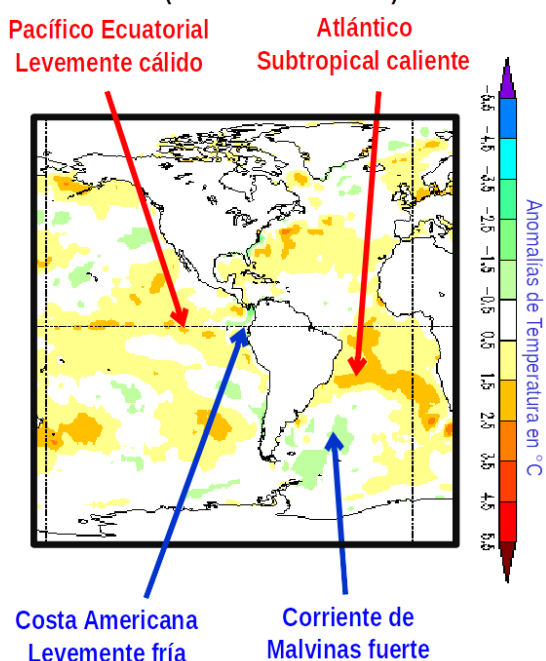 Pacífico Ecuatorial
Levemente cálido
Atlántico
Subtropical caliente
-5.5
-4.5
-3.5
-2.5
-1.5
-0.5
0.5
1.5
2.5
3.5
4.5
5.5
Anomalías de Temperatura en °C
Costa Americana
Levemente fría
Corriente de
Malvinas fuerte